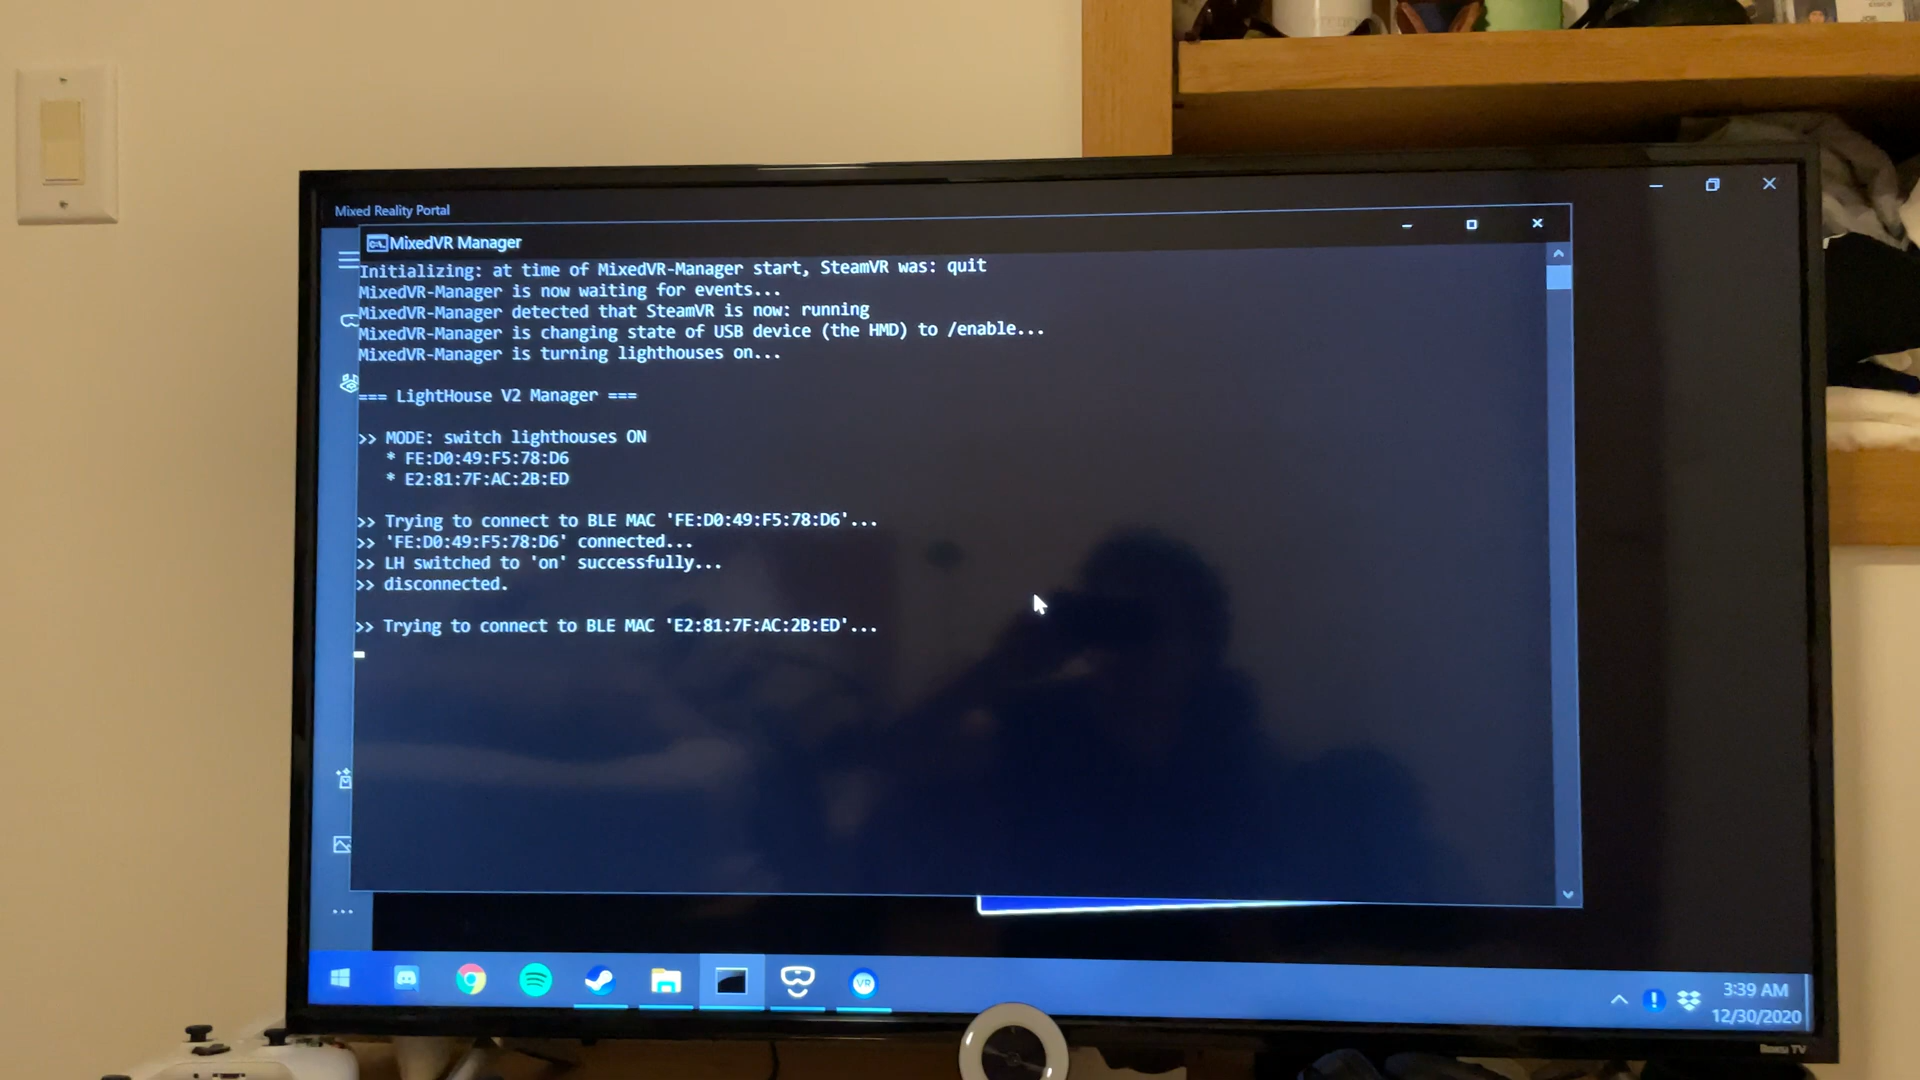 Mixed Reality Portal
MixedVR Manager
Initializing: at time of MixedVR-Manager start, SteamVR was: quit
MixedVR-Manager is now waiting for events...
MixedVR-Manager detected that SteamVR is now: running
MixedVR-Manager is changing state of USB device (the HMD) to /enable...
MixedVR-Manager is turning lighthouses on...
=== LightHouse V2 Manager ===
>> MODE: switch lighthouses ON
* FE:D0:49:F5:78:D6
* E2:81:7F:AC:2B:ED
>> Trying to connect to BLE MAC 'FE:D0:49:F5:78:D6'...
>> 'FE:D0:49:F5:78:D6' connected...
>> LH switched to 'on' successfully...
>> disconnected.
>> Trying to connect to BLE MAC 'E2:81:7F:AC:2B:ED'...
VR
3:39 AM
12/30/2020
Roku TV